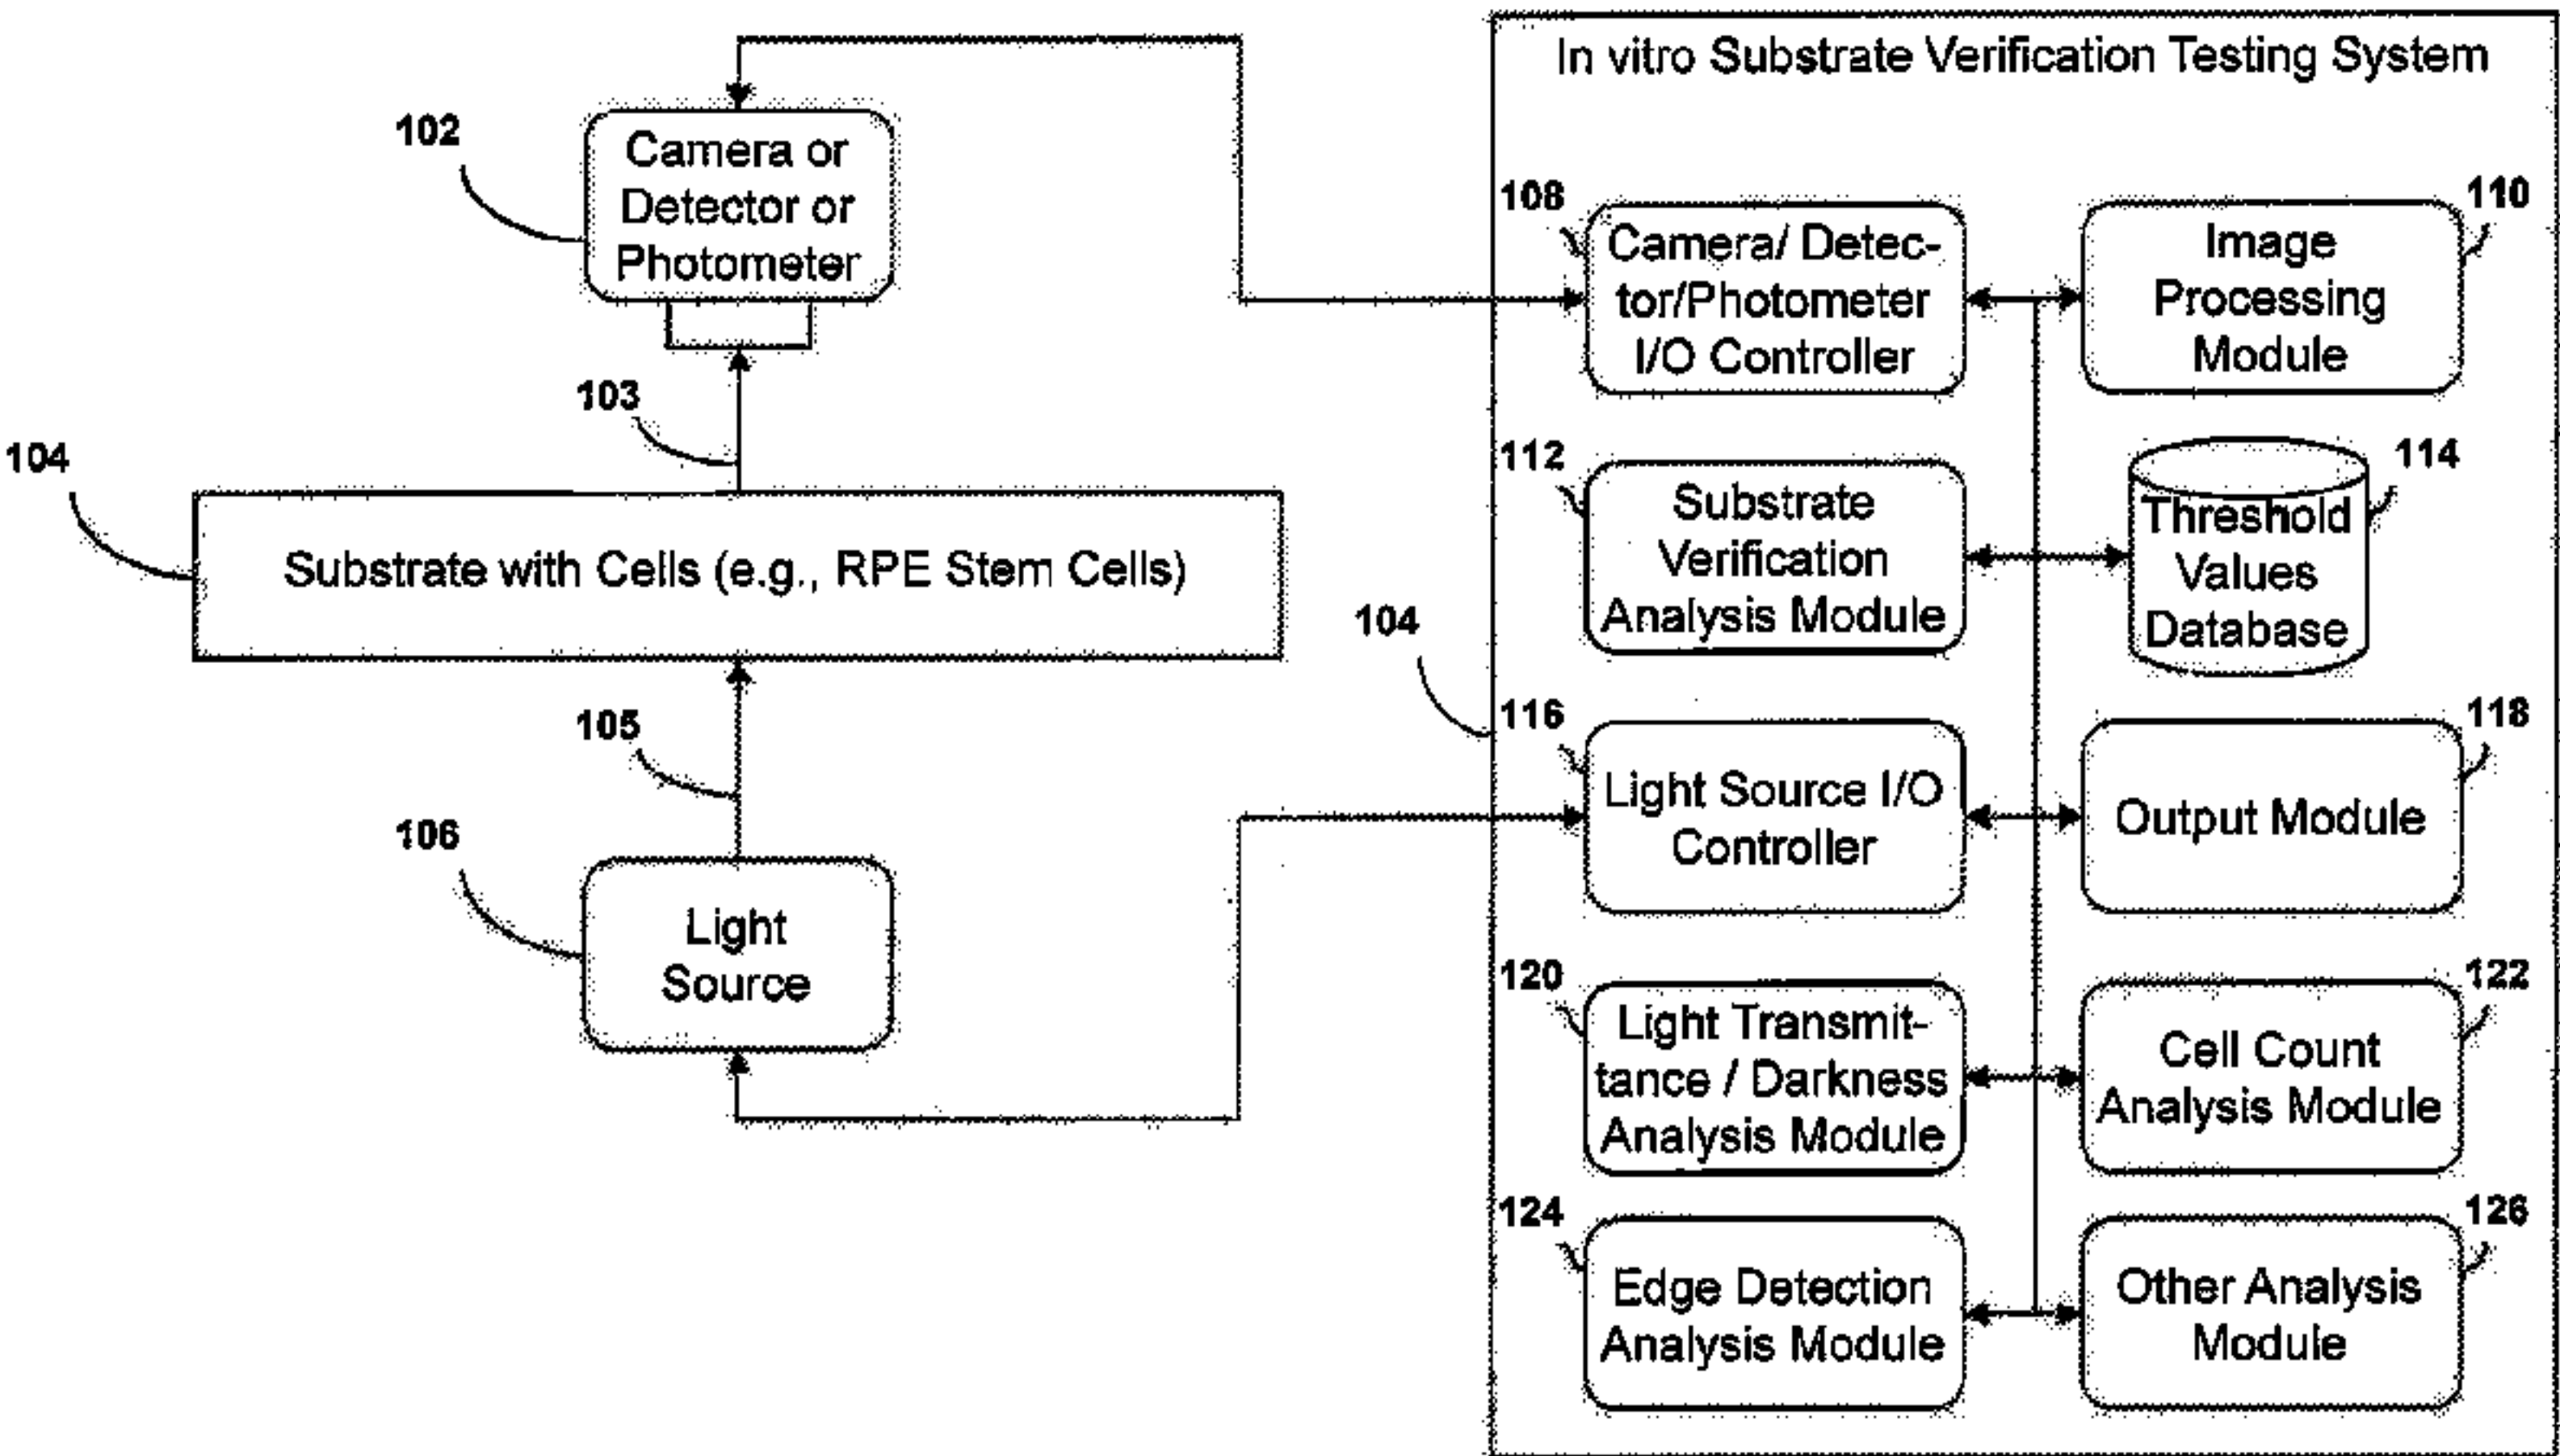 In vitro Substrate Verification Testing System
102
Camera or
Detector or
Photometer
103
104
Substrate with Cells (e.g., RPE Stem Cells)
105
106
Light
Source
104
108
Camera/ Detec-
tor/Photometer
I/O Controller
110
Image
Processing
Module
112
Substrate
Verification
Analysis Module
114
Threshold
Values
Database
116
Light Source I/O
Controller
118
Output Module
120
Light Transmit-
tance / Darkness
Analysis Module
122
Cell Count
Analysis Module
124
Edge Detection
Analysis Module
126
Other Analysis
Module